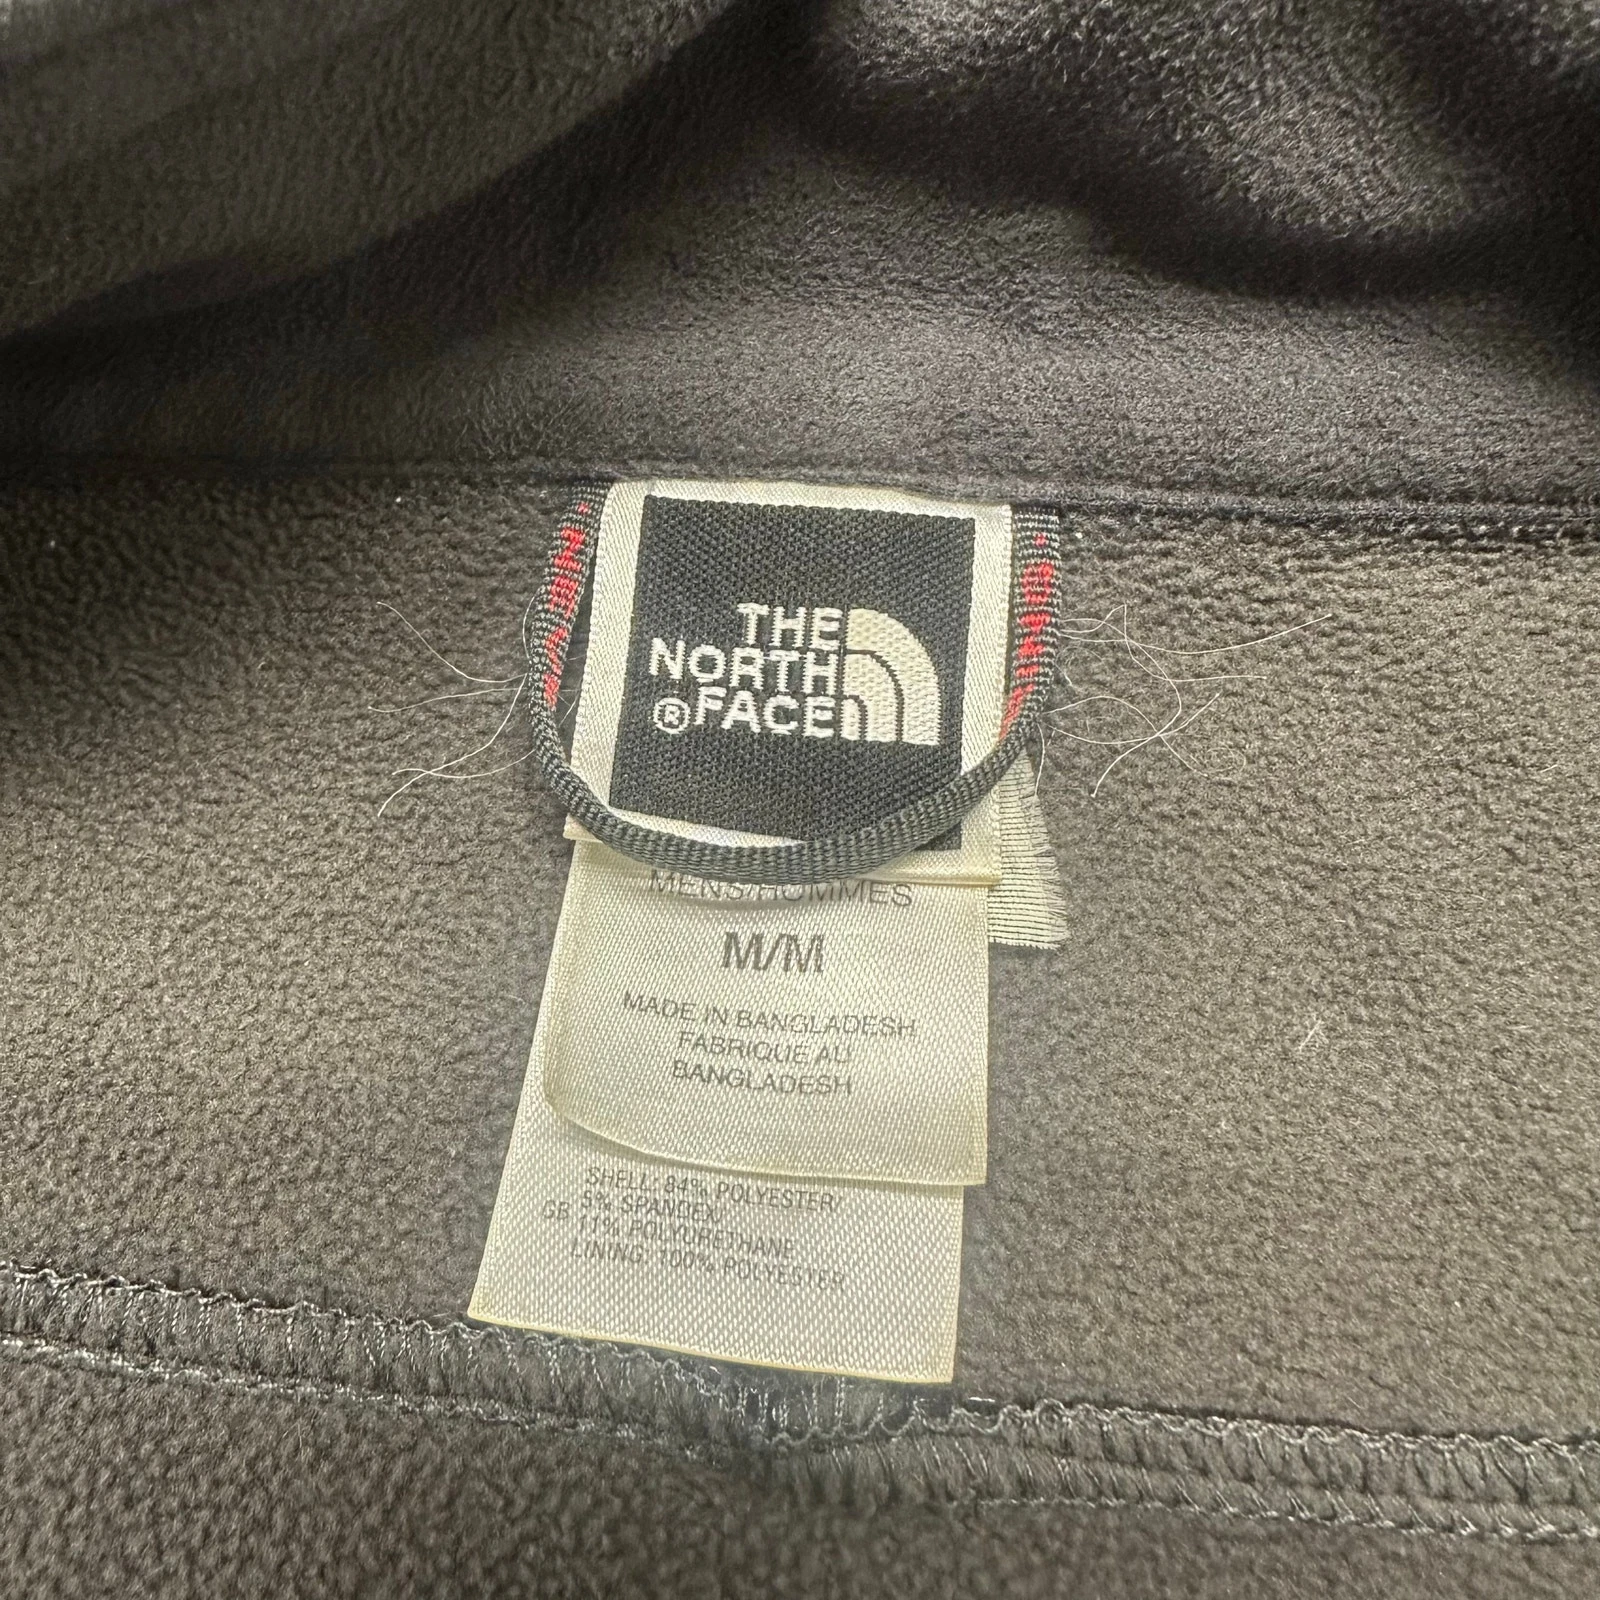 THE
NORTH
®FACE
MENS/HOMMES
M/M
MADE IN BANGLADESH
FABRIQUE AU
BANGLADESH
SHELL: 84% POLYESTER
5% SPANDEX
GB 11% POLYURETHANE
LINING: 100% POLYESTER